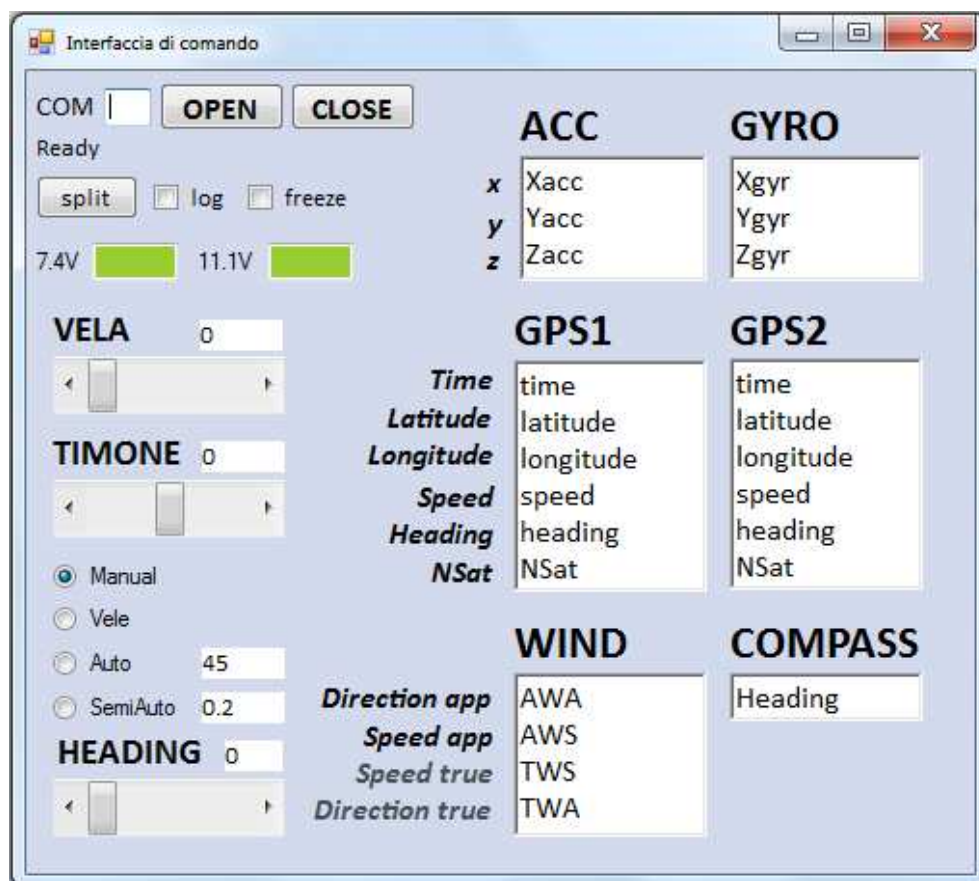 Interfaccia di comando
COM OPEN CLOSE
Ready
split log freeze
7.4V 11.1V
ACC GYRO
x Xacc Xgyr
y Yacc Ygyr
z Zacc Zgyr
VELA 0
TIMONE 0
Manual
Vele
Auto 45
SemiAuto 0.2
HEADING 0
GPS1 GPS2
Time time time
Latitude latitude latitude
Longitude longitude longitude
Speed speed speed
Heading heading heading
NSat NSat NSat
WIND COMPASS
Direction app AWA Heading
Speed app AWS
Speed true TWS
Direction true TWA